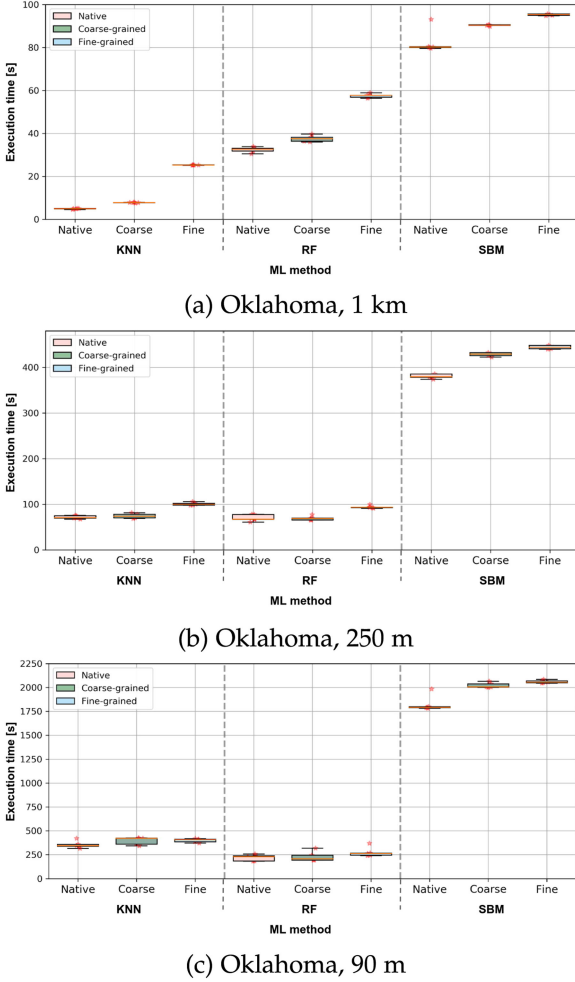 100
80
60
40
20
0
Execution time [s]
Native
Coarse-grained
Fine-grained
Native Coarse Fine Native Coarse Fine Native Coarse Fine
KNN RF SBM
ML method
(a) Oklahoma, 1 km
400
300
200
100
0
Execution time [s]
Native
Coarse-grained
Fine-grained
Native Coarse Fine Native Coarse Fine Native Coarse Fine
KNN RF SBM
ML method
(b) Oklahoma, 250 m
2250
2000
1750
1500
1250
1000
750
500
250
0
Execution time [s]
Native
Coarse-grained
Fine-grained
Native Coarse Fine Native Coarse Fine Native Coarse Fine
KNN RF SBM
ML method
(c) Oklahoma, 90 m